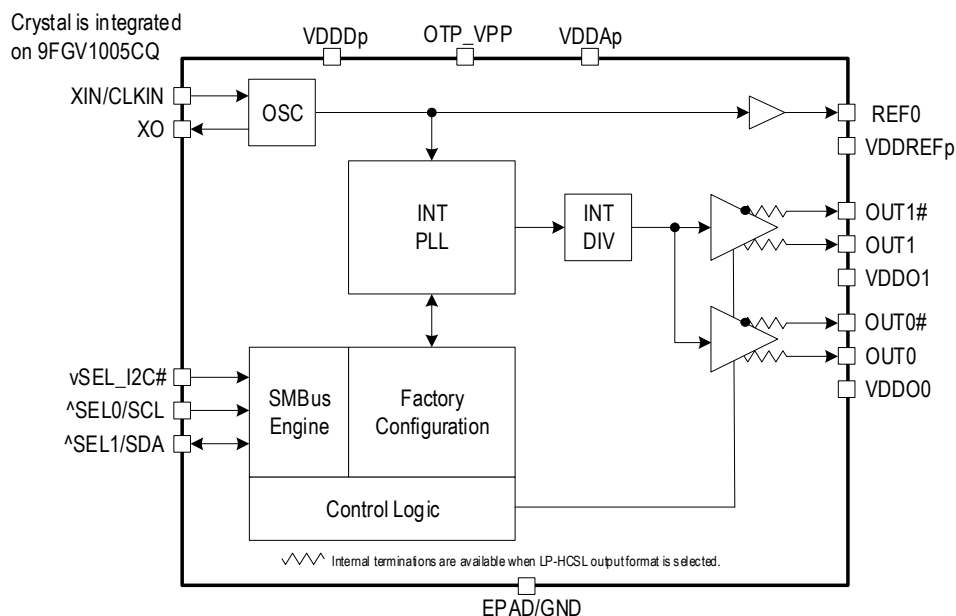 Crystal is integrated
on 9FGV1005CQ
VDDDp
OTP_VPP
VDDAp
XIN/CLKIN
XO
OSC
REF0
VDDREFp
INT
PLL
INT
DIV
OUT1#
OUT1
VDDO1
OUT0#
OUT0
VDDO0
vSEL_I2C#
^SEL0/SCL
^SEL1/SDA
SMBus
Engine
Factory
Configuration
Control Logic
Internal terminations are available when LP-HCSL output format is selected.
EPAD/GND